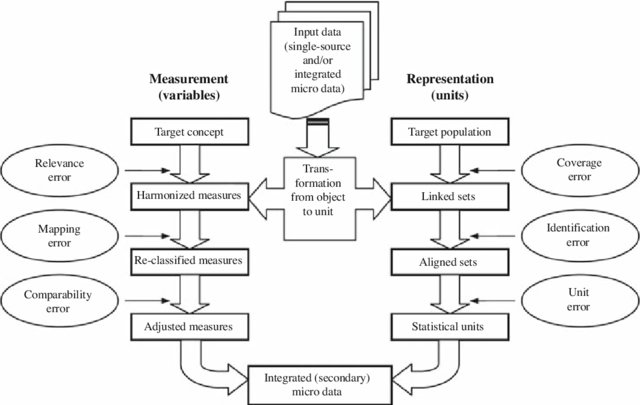 Input data
(single-source
and/or
integrated
micro data)
Measurement
(variables)
Representation
(units)
Target concept
Target population
Relevance
error
Trans-
formation
from object
to unit
Coverage
error
Harmonized measures
Linked sets
Mapping
error
Identification
error
Re-classified measures
Aligned sets
Comparability
error
Unit
error
Adjusted measures
Statistical units
Integrated (secondary)
micro data